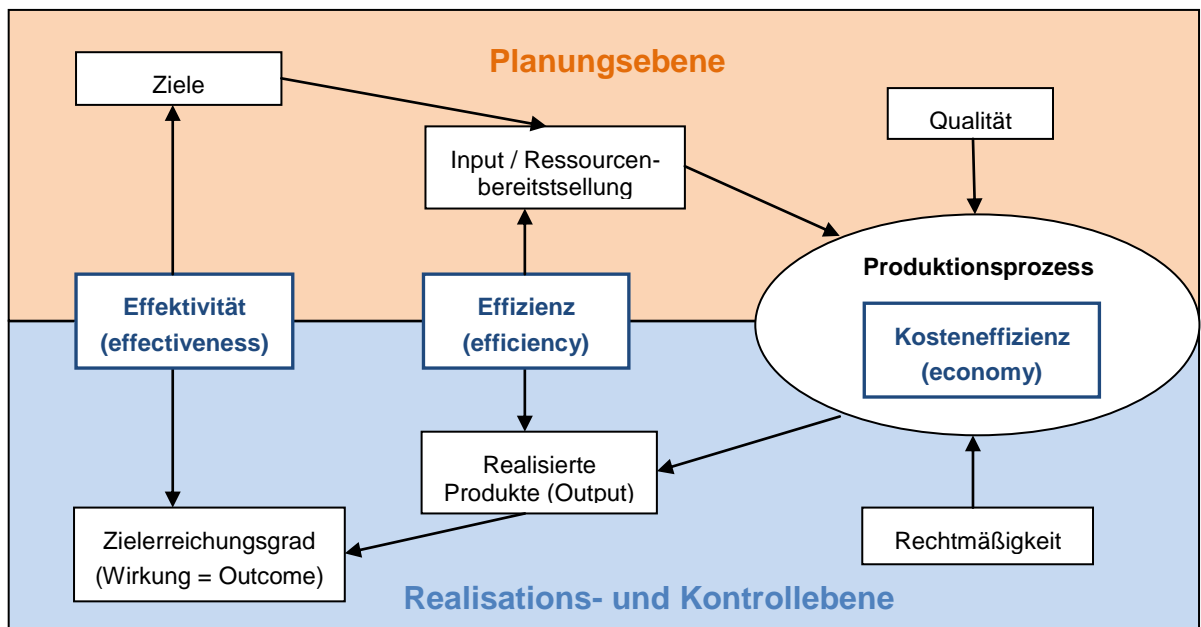 Planungsebene
Ziele
Qualität
Input / Ressourcen-
bereitstsellung
Produktionsprozess
Effektivität
(effectiveness)
Effizienz
(efficiency)
Kosteneffizienz
(economy)
Realisierte
Produkte (Output)
Zielerreichungsgrad
(Wirkung = Outcome)
Rechtmäßigkeit
Realisations- und Kontrollebene